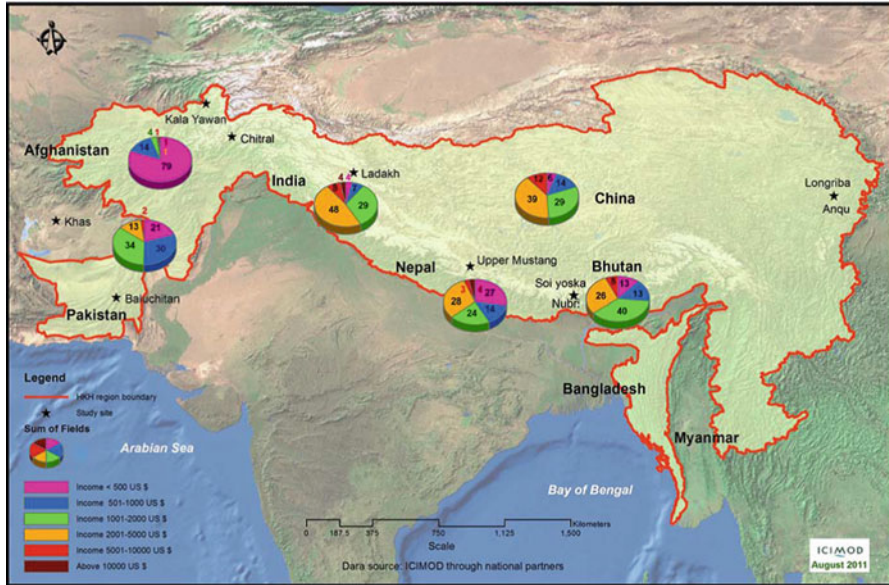 Kala Yawan
Chitral
Afghanistan
4 1
14
79
Ladakh
India
4 4
8 7
29
48
12 6
14
29
39
China
Longriba
Anqu
Khas
2
13 21
34 30
Baluchitan
Pakistan
Nepal
Upper Mustang
Soi yoska
Nubri
Bhutan
3 4 27
28 14
24
8 13
13
26
40
Bangladesh
Myanmar
Legend
HKH region boundary
Study site
Sum of Fields
Income < 500 US $
Income 501-1000 US $
Income 1001-2000 US $
Income 2001-5000 US $
Income 5001-10000 US $
Above 10000 US $
Arabian Sea
Bay of Bengal
Kilometers
0 187.5 375 750 1,125 1,500
Scale
Dara source: ICIMOD through national partners
ICIMOD
August 2011